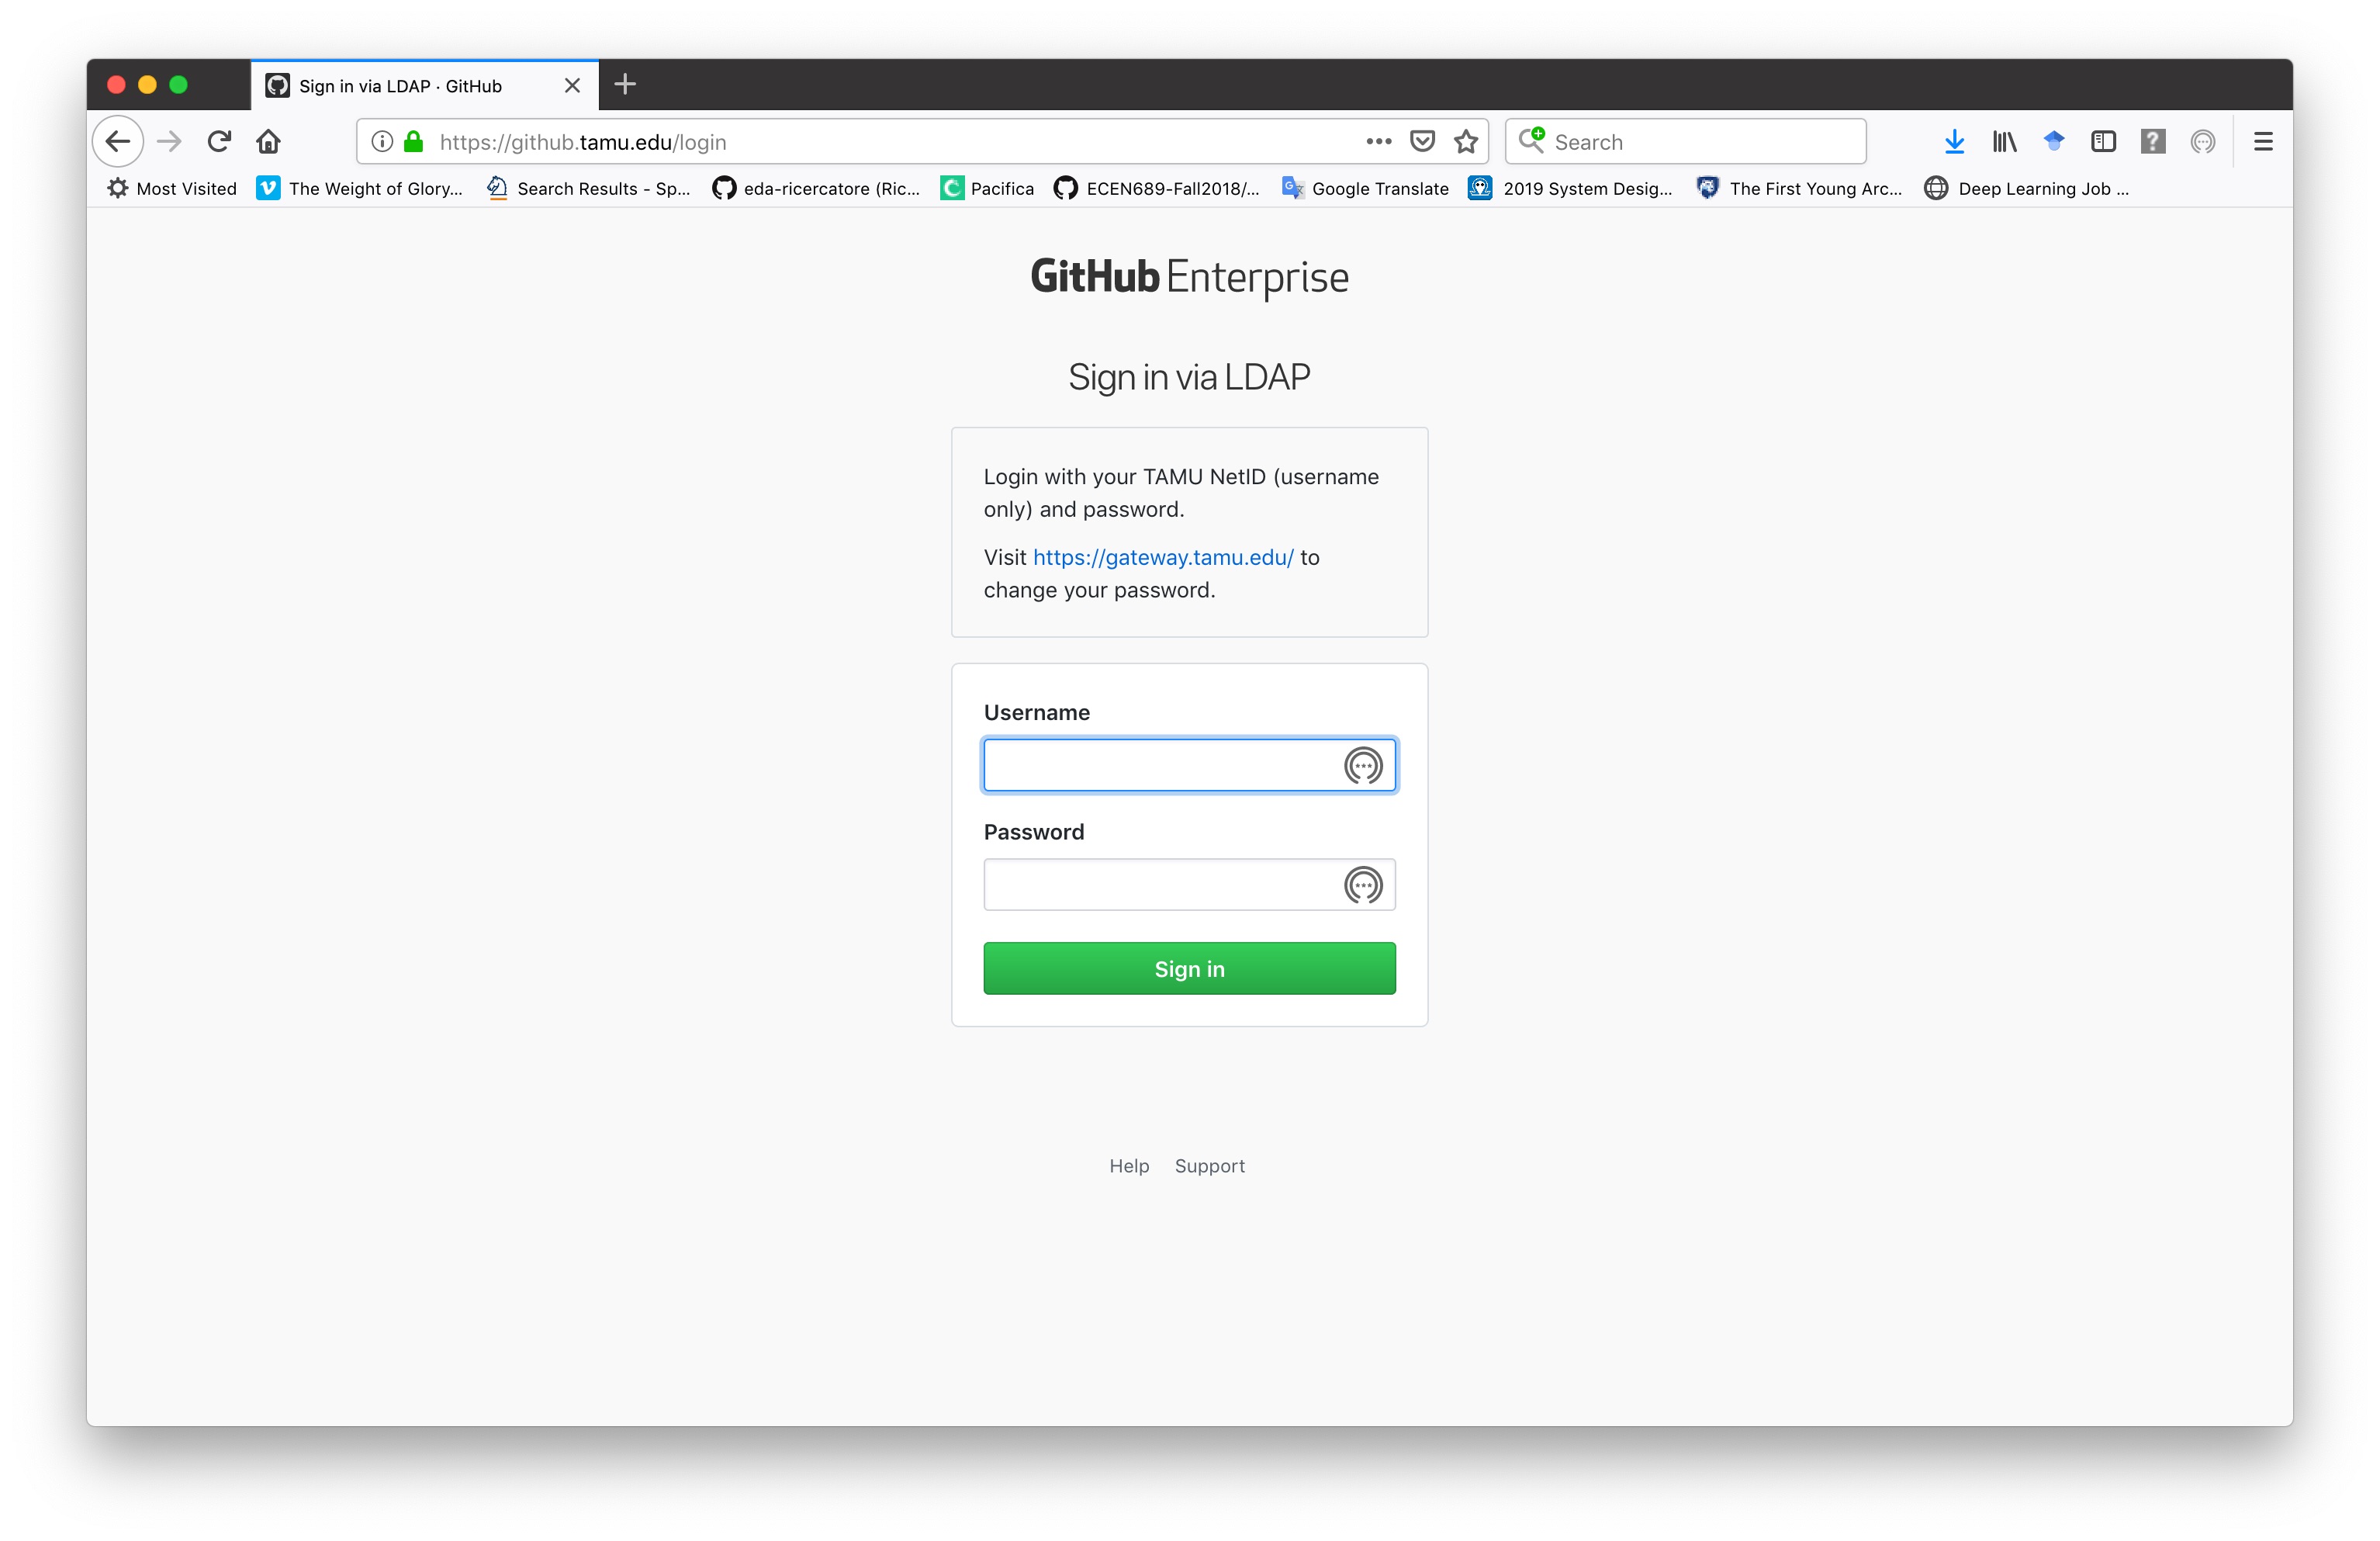 Sign in via LDAP · GitHub
https://github.tamu.edu/login
Search
Most Visited
The Weight of Glory...
Search Results - Sp...
eda-ricercatore (Ric...
Pacifica
ECEN689-Fall2018/...
Google Translate
2019 System Desig...
The First Young Arc...
Deep Learning Job ...
GitHub Enterprise
Sign in via LDAP
Login with your TAMU NetID (username
only) and password.
Visit https://gateway.tamu.edu/ to
change your password.
Username
Password
Sign in
Help Support